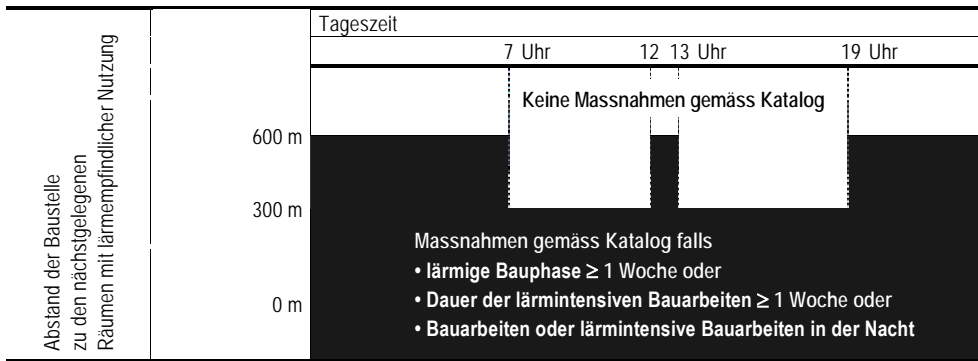 Tageszeit
7 Uhr 12 13 Uhr 19 Uhr
Abstand der Baustelle
zu den nächstgelegenen
Räumen mit lärmempfindlicher Nutzung
Keine Massnahmen gemäss Katalog
600 m
300 m
0 m
Massnahmen gemäss Katalog falls
• lärmige Bauphase ≥ 1 Woche oder
• Dauer der lärmintensiven Bauarbeiten ≥ 1 Woche oder
• Bauarbeiten oder lärmintensive Bauarbeiten in der Nacht